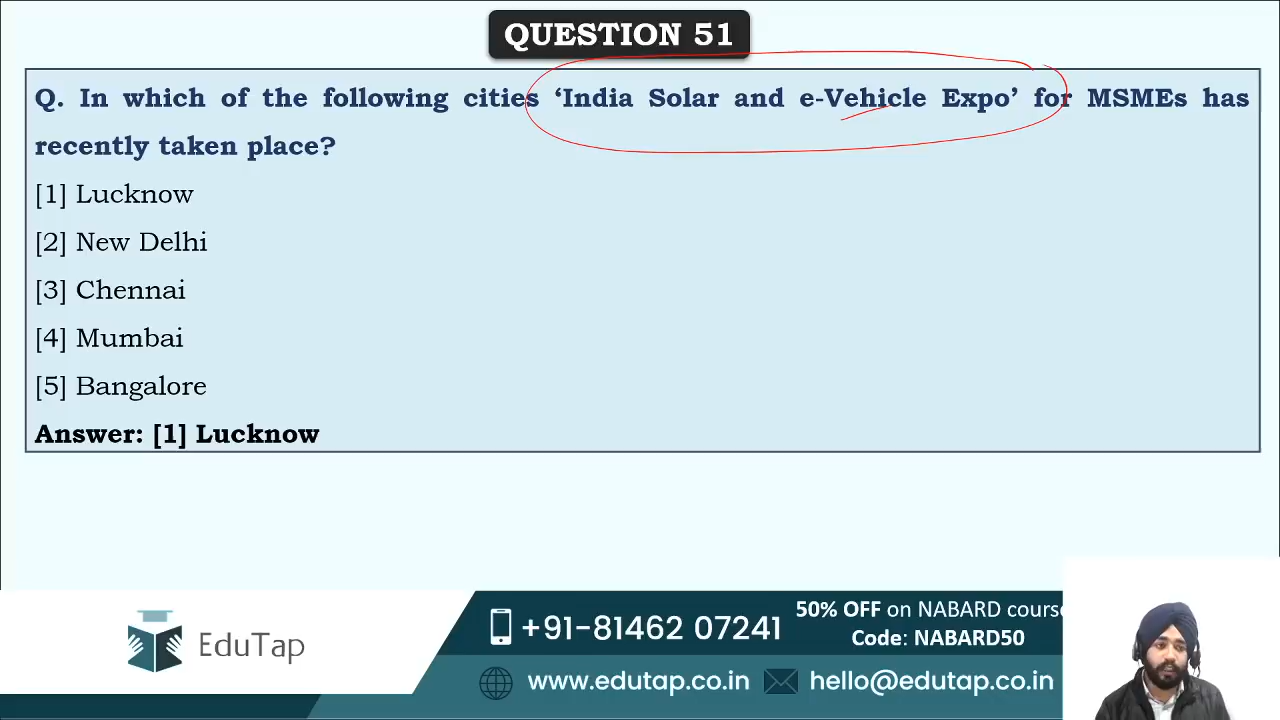 QUESTION 51
Q. In which of the following cities ‘India Solar and e-Vehicle Expo’ for MSMEs has
recently taken place?
[1] Lucknow
[2] New Delhi
[3] Chennai
[4] Mumbai
[5] Bangalore
Answer: [1] Lucknow
EduTap
+91-81462 07241
50% OFF on NABARD course
Code: NABARD50
www.edutap.co.in
hello@edutap.co.in